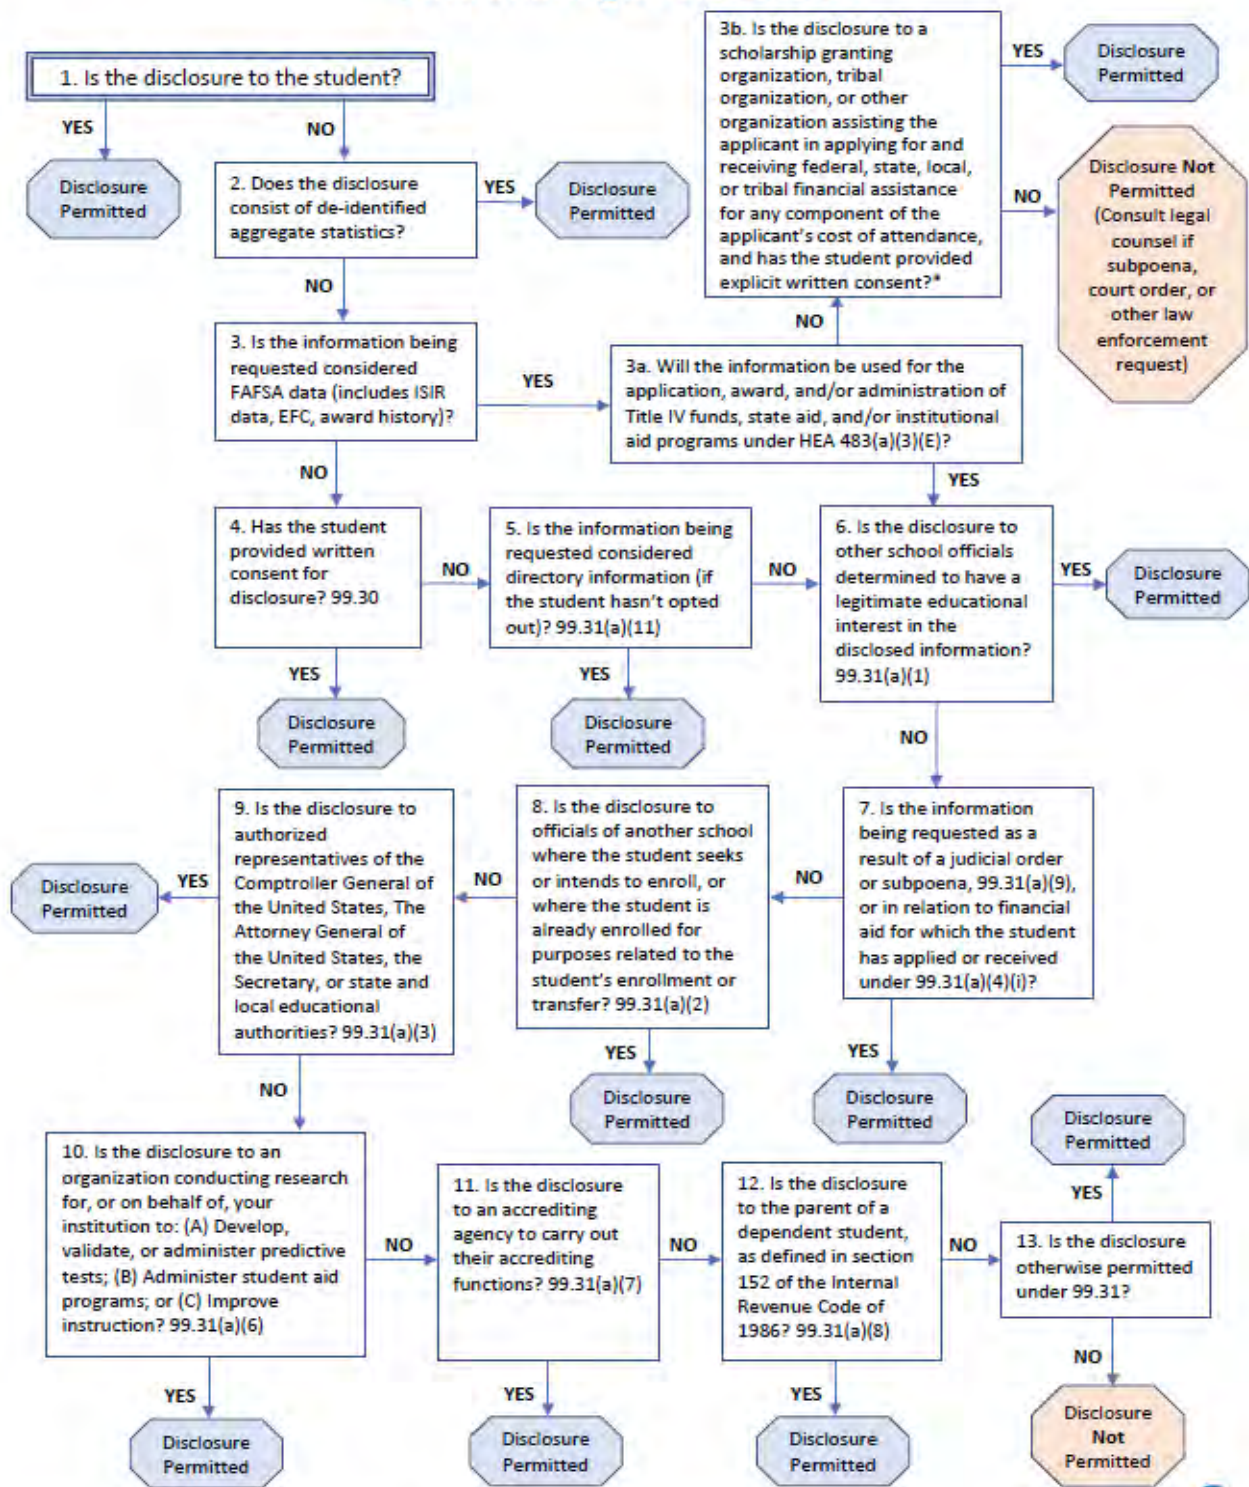 1. Is the disclosure to the student?
YES
NO
Disclosure
Permitted
2. Does the disclosure
consist of de-identified
aggregate statistics?
YES
Disclosure
Permitted
NO
3. Is the information being
requested considered
FAFSA data (includes ISIR
data, EFC, award history)?
YES
3a. Will the information be used for the
application, award, and/or administration of
Title IV funds, state aid, and/or institutional
aid programs under HEA 483(a)(3)(E)?
NO
3b. Is the disclosure to a
scholarship granting
organization, tribal
organization, or other
organization assisting the
applicant in applying for and
receiving federal, state, local,
or tribal financial assistance
for any component of the
applicant's cost of attendance,
and has the student provided
explicit written consent?*
YES
Disclosure
Permitted
NO
Disclosure Not
Permitted
(Consult legal
counsel if
subpoena,
court order, or
other law
enforcement
request)
YES
NO
4. Has the student
provided written
consent for
disclosure? 99.30
NO
5. Is the information being
requested considered
directory information (if
the student hasn't opted
out)? 99.31(a)(11)
NO
6. Is the disclosure to
other school officials
determined to have a
legitimate educational
interest in the
disclosed information?
99.31(a)(1)
YES
Disclosure
Permitted
YES
Disclosure
Permitted
YES
Disclosure
Permitted
NO
7. Is the information
being requested as a
result of a judicial order
or subpoena, 99.31(a)(9),
or in relation to financial
aid for which the student
has applied or received
under 99.31(a)(4)(i)?
NO
YES
Disclosure
Permitted
8. Is the disclosure to
officials of another school
where the student seeks
or intends to enroll, or
where the student is
already enrolled for
purposes related to the
student's enrollment or
transfer? 99.31(a)(2)
NO
YES
Disclosure
Permitted
9. Is the disclosure to
authorized
representatives of the
Comptroller General of
the United States, The
Attorney General of
the United States, the
Secretary, or state and
local educational
authorities? 99.31(a)(3)
YES
Disclosure
Permitted
NO
10. Is the disclosure to an
organization conducting research
for, or on behalf of, your
institution to: (A) Develop,
validate, or administer predictive
tests; (B) Administer student aid
programs; or (C) Improve
instruction? 99.31(a)(6)
NO
YES
Disclosure
Permitted
11. Is the disclosure
to an accrediting
agency to carry out
their accrediting
functions? 99.31(a)(7)
NO
YES
Disclosure
Permitted
12. Is the disclosure
to the parent of a
dependent student,
as defined in section
152 of the Internal
Revenue Code of
1986? 99.31(a)(8)
NO
YES
Disclosure
Permitted
13. Is the disclosure
otherwise permitted
under 99.31?
YES
Disclosure
Permitted
NO
Disclosure
Not
Permitted